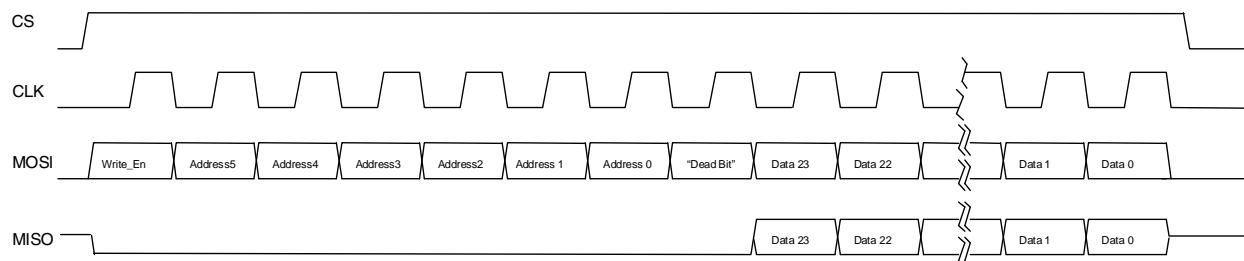 CS
CLK
MOSI Write_En Address5 Address4 Address3 Address2 Address 1 Address 0 “Dead Bit” Data 23 Data 22 Data 1 Data 0
MISO Data 23 Data 22 Data 1 Data 0